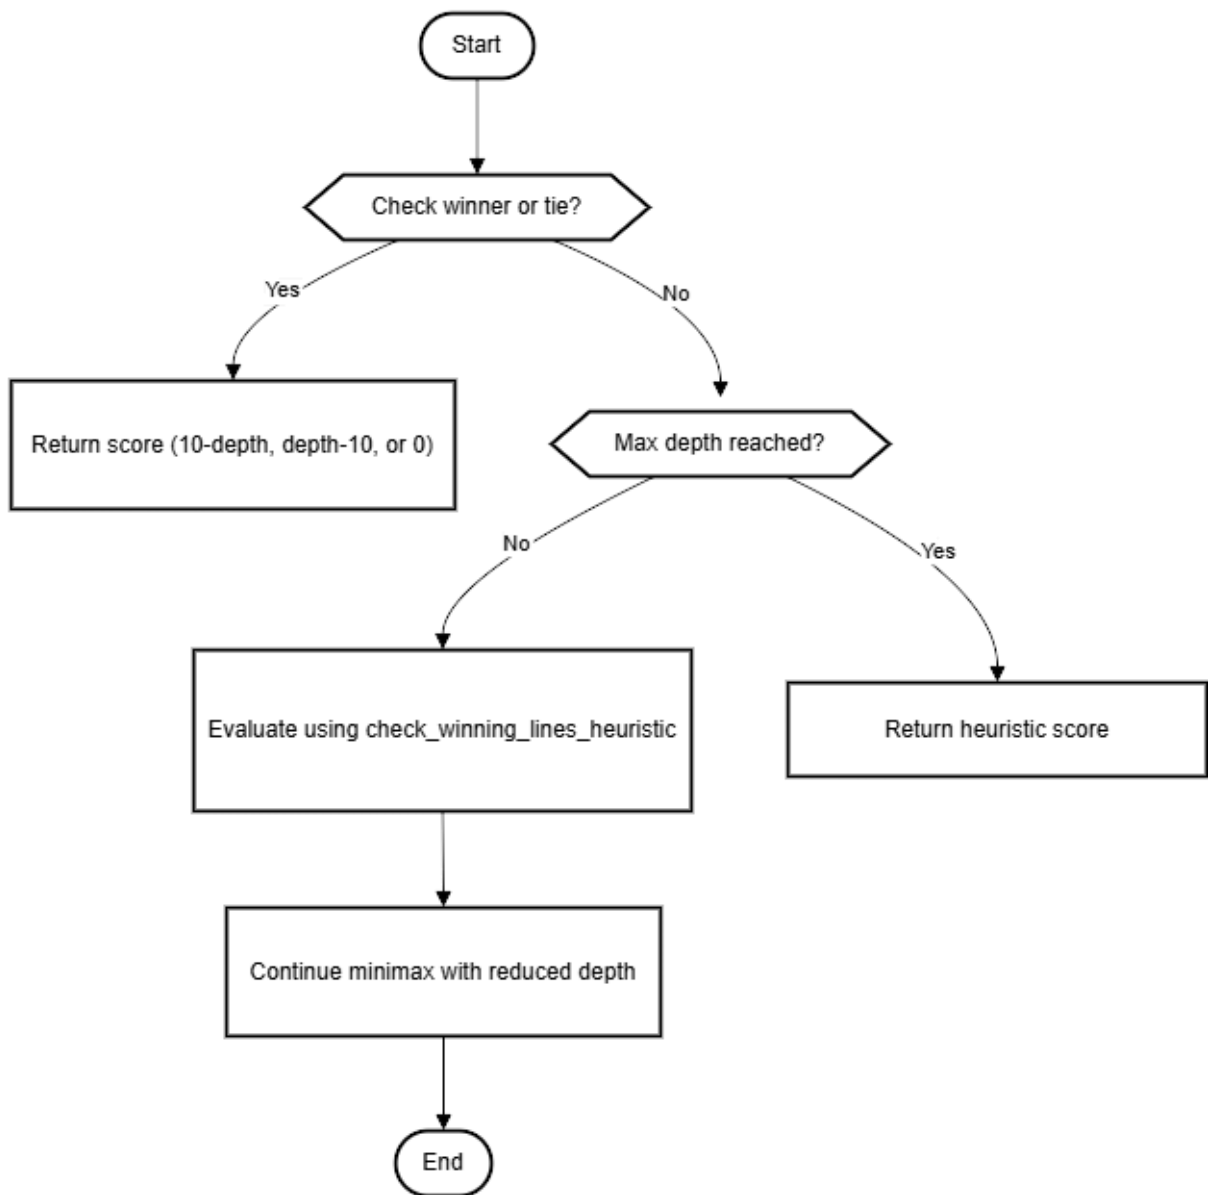 Start
Check winner or tie?
Yes
No
Return score (10-depth, depth-10, or 0)
Max depth reached?
No
Yes
Evaluate using check_winning_lines_heuristic
Return heuristic score
Continue minimax with reduced depth
End